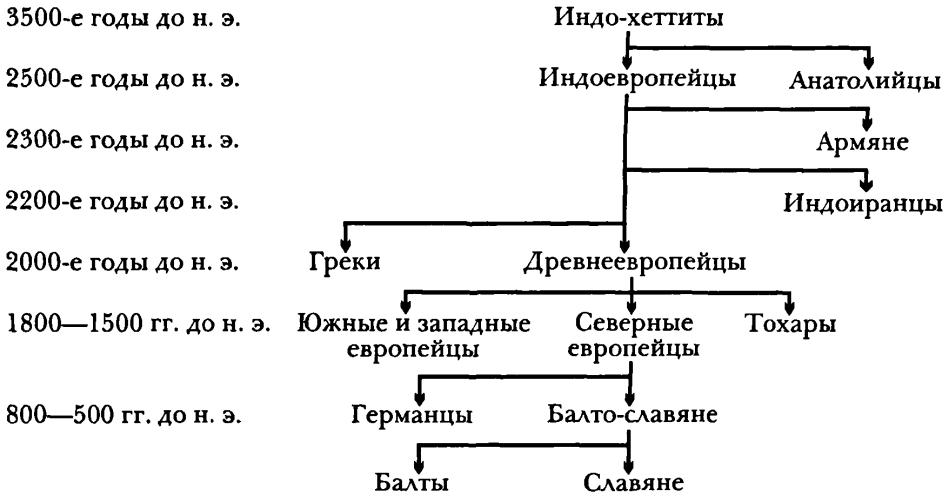 3500-е годы до н. э. Индо-хеттиты
2500-е годы до н. э. Индоевропейцы Анатолийцы
2300-е годы до н. э. Армяне
2200-е годы до н. э. Индоиранцы
2000-е годы до н. э. Греки Древнеевропейцы
1800—1500 гг. до н. э. Южные и западные Северные Тохары
европейцы европейцы
800—500 гг. до н. э. Германцы Балто-славяне
Балты Славяне